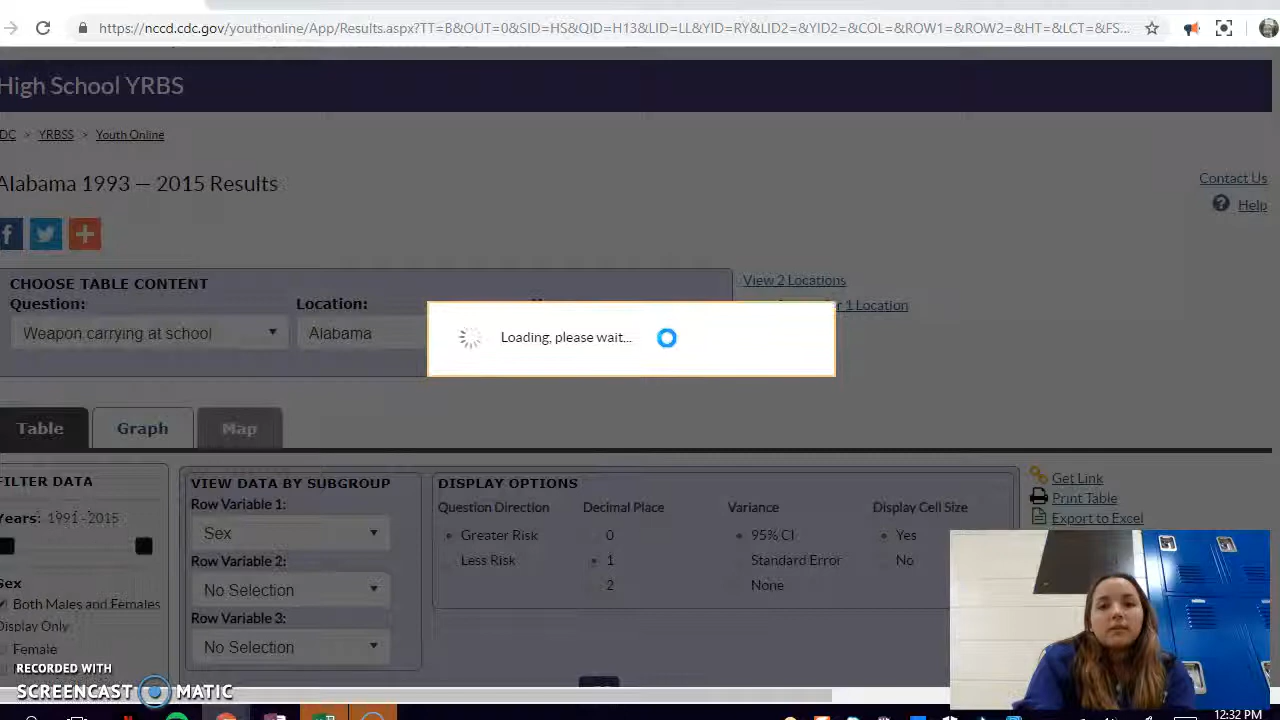 https://nccd.cdc.gov/youthonline/App/Results.aspx?TT=B&OUT=0&SID=HS&QID=H13&LID=LL&YID=RY&LID2=&YID2=&COL=&ROW1=&ROW2=&HT=&LCT=&FS...
High School YRBS
DC > YRBSS > Youth Online
Alabama 1993 — 2015 Results
Contact Us
Help
CHOOSE TABLE CONTENT
View 2 Locations
Question: Location:
r 1 Location
Weapon carrying at school Alabama
Loading, please wait...
Table Graph Map
FILTER DATA
Years: 1991-2015
Sex
Both Males and Females
Display Only
Female
VIEW DATA BY SUBGROUP
Row Variable 1:
Sex
Row Variable 2:
No Selection
Row Variable 3:
No Selection
DISPLAY OPTIONS
Question Direction Decimal Place Variance Display Cell Size
Greater Risk 0 95% CI Yes
Less Risk 1 Standard Error No
2 None
Get Link
Print Table
Export to Excel
RECORDED WITH
SCREENCAST MATIC
12:32 PM